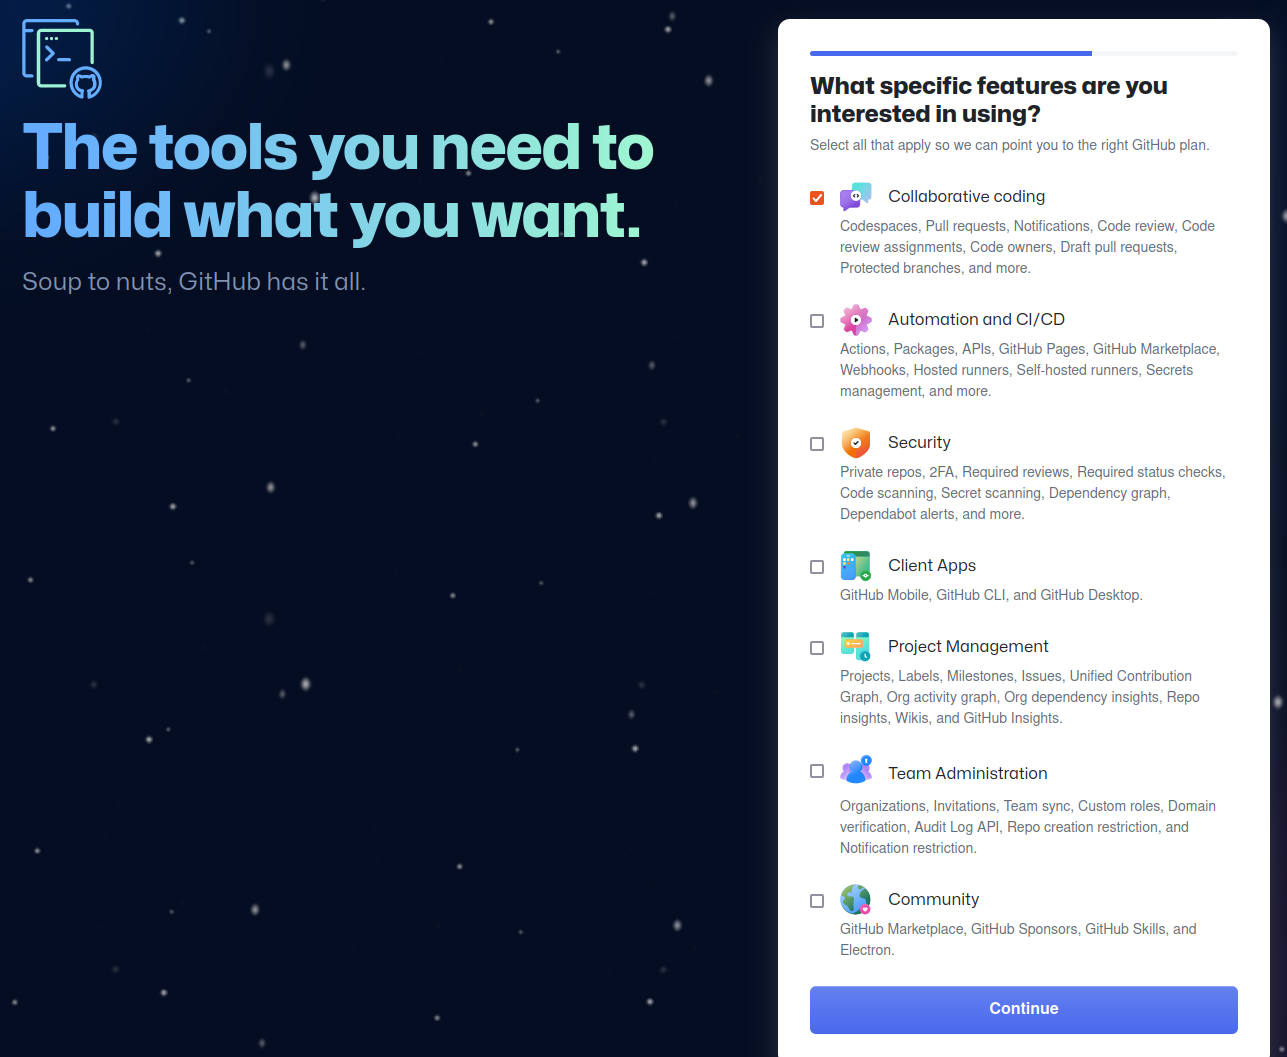 The tools you need to
build what you want.
Soup to nuts, GitHub has it all.
What specific features are you
interested in using?
Select all that apply so we can point you to the right GitHub plan.
Collaborative coding
Codespaces, Pull requests, Notifications, Code review, Code
review assignments, Code owners, Draft pull requests,
Protected branches, and more.
Automation and CI/CD
Actions, Packages, APIs, GitHub Pages, GitHub Marketplace,
Webhooks, Hosted runners, Self-hosted runners, Secrets
management, and more.
Security
Private repos, 2FA, Required reviews, Required status checks,
Code scanning, Secret scanning, Dependency graph,
Dependabot alerts, and more.
Client Apps
GitHub Mobile, GitHub CLI, and GitHub Desktop.
Project Management
Projects, Labels, Milestones, Issues, Unified Contribution
Graph, Org activity graph, Org dependency insights, Repo
insights, Wikis, and GitHub Insights.
Team Administration
Organizations, Invitations, Team sync, Custom roles, Domain
verification, Audit Log API, Repo creation restriction, and
Notification restriction.
Community
GitHub Marketplace, GitHub Sponsors, GitHub Skills, and
Electron.
Continue